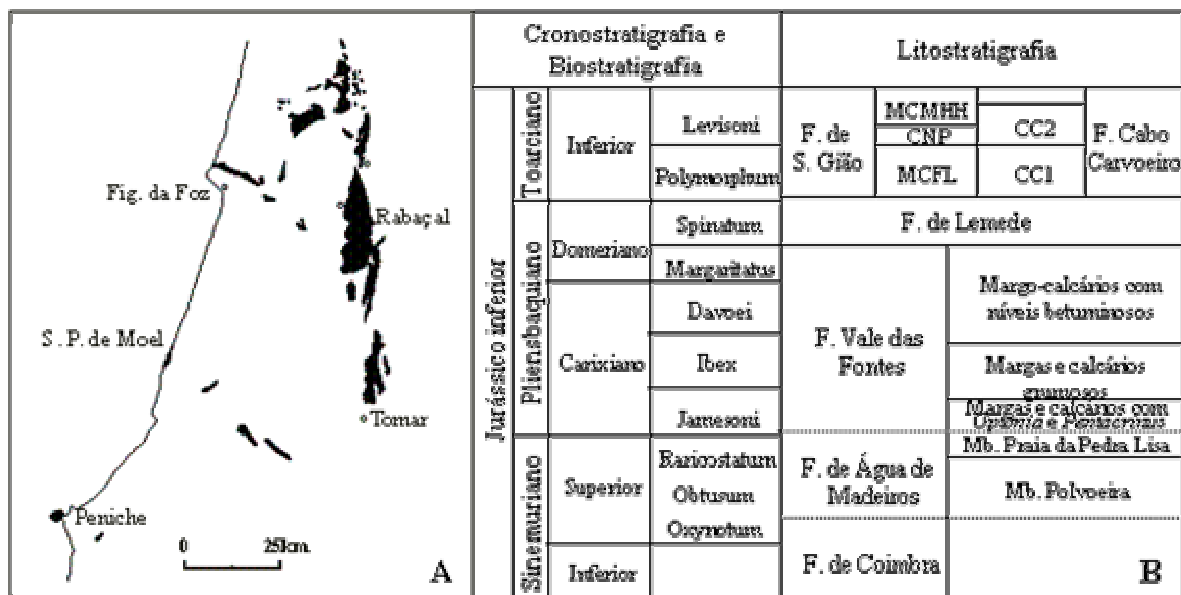 Fig. da Foz
Rabaçal
S. P. de Moel
Tomar
Peniche
0 25km
A
Cronostratigrafia e
Biostratigrafia
Litostratigrafia
Jurássico inferior
Toarciano
Inferior
Levisoni
Polymorphum
F. de
S. Gião
MCMHH
CNP
MCFL
CC2
CC1
F. Cabo
Carvoeiro
Pliensbaquiano
Domeriano
Spinatum
Margaritatus
F. de Lemede
Carixiano
Davoei
Ibex
Jamesoni
F. Vale das
Fontes
Margo-calcários com
níveis betuminosos
Margas e calcários
grumosos
Margas e calcários com
e
Sinemuriano
Superior
Raricostatum
Obtusum
Oxynotum
F. de Água de
Madeiros
Mb. Praia da Pedra Lisa
Mb. Polvoeira
Inferior
F. de Coimbra
B